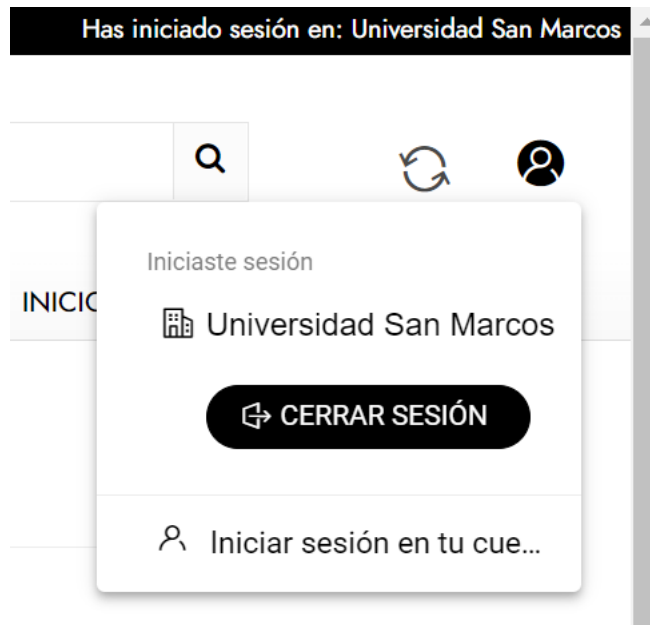 Has iniciado sesión en: Universidad San Marcos
Iniciaste sesión
INICIO
Universidad San Marcos
CERRAR SESIÓN
Iniciar sesión en tu cue...